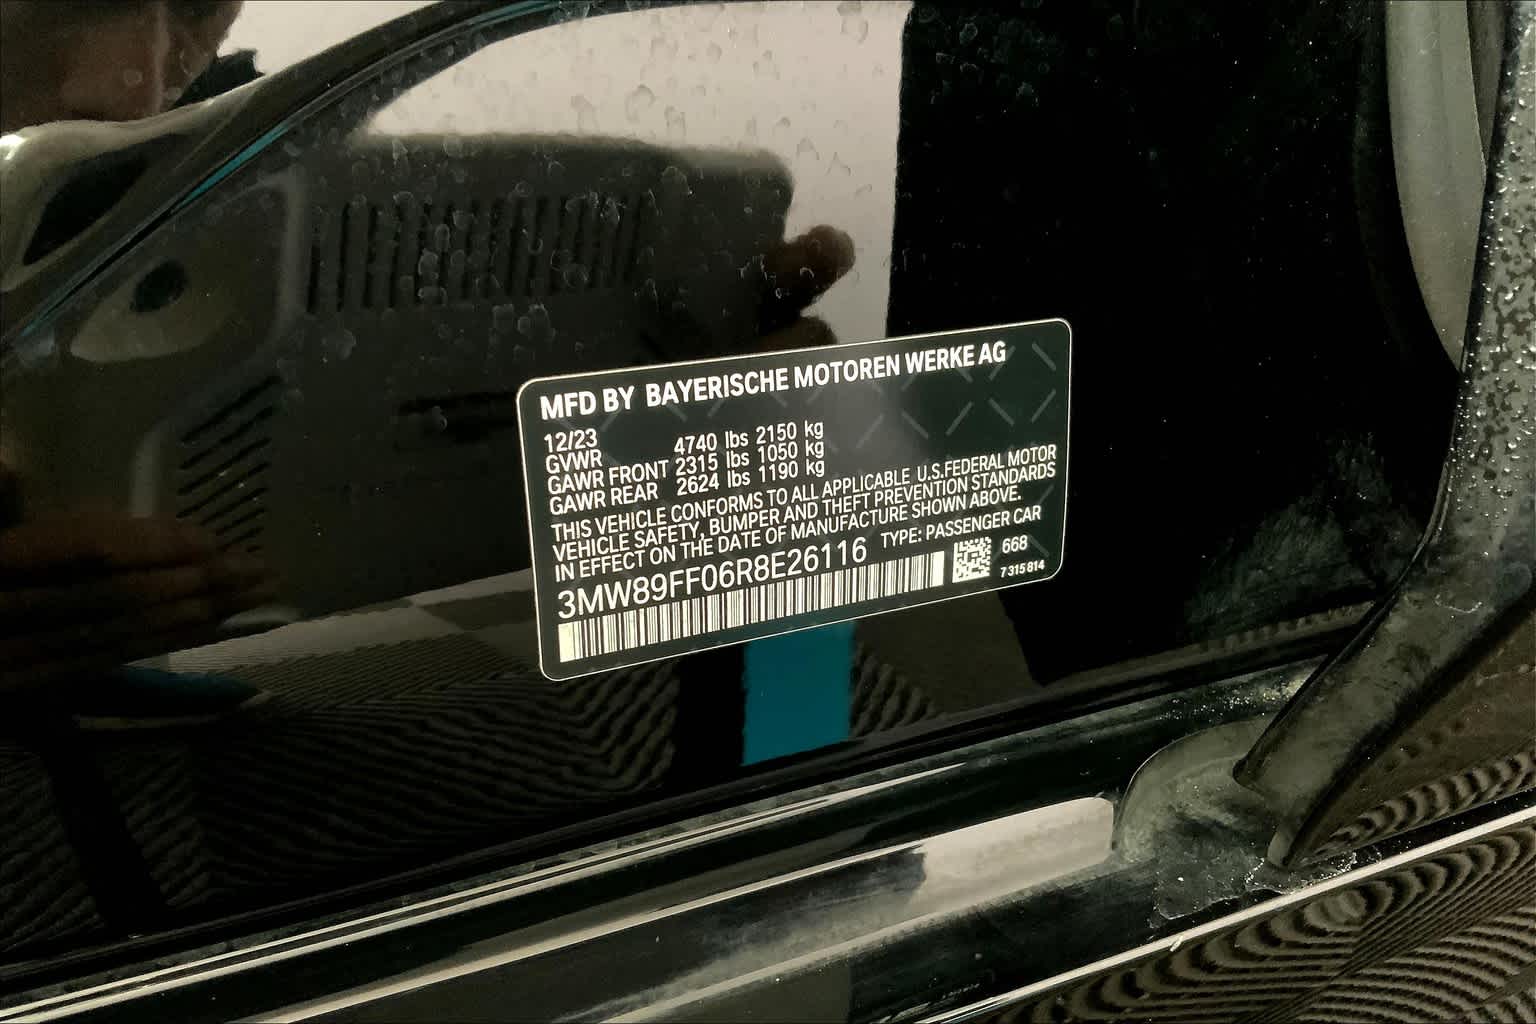 MFD BY BAYERISCHE MOTOREN WERKE AG
12/23
GVWR 4740 lbs 2150 kg
GAWR FRONT 2315 lbs 1050 kg
GAWR REAR 2624 lbs 1190 kg
THIS VEHICLE CONFORMS TO ALL APPLICABLE U.S.FEDERAL MOTOR
VEHICLE SAFETY, BUMPER AND THEFT PREVENTION STANDARDS
IN EFFECT ON THE DATE OF MANUFACTURE SHOWN ABOVE.
3MW89FF06R8E26116 TYPE: PASSENGER CAR
668
7 315 814